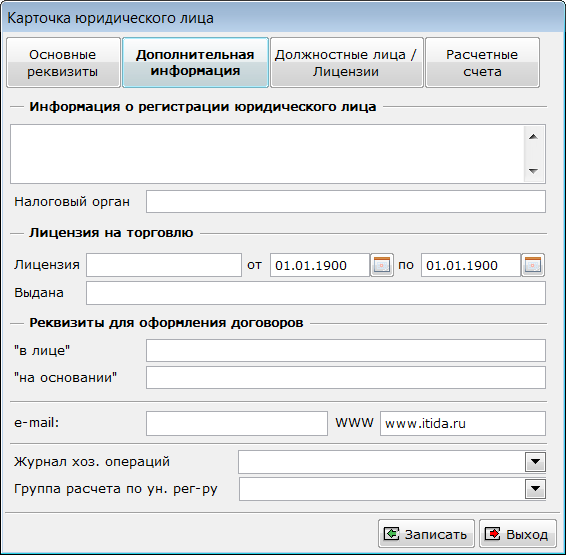 Карточка юридического лица
Основные
реквизиты
Дополнительная
информация
Должностные лица /
Лицензии
Расчетные
счета
Информация о регистрации юридического лица
Налоговый орган
Лицензия на торговлю
Лицензия от 01.01.1900 по 01.01.1900
Выдана
Реквизиты для оформления договоров
"в лице"
"на основании"
e-mail: WWW www.itida.ru
Журнал хоз. операций
Группа расчета по ун. рег-ру
Записать Выход